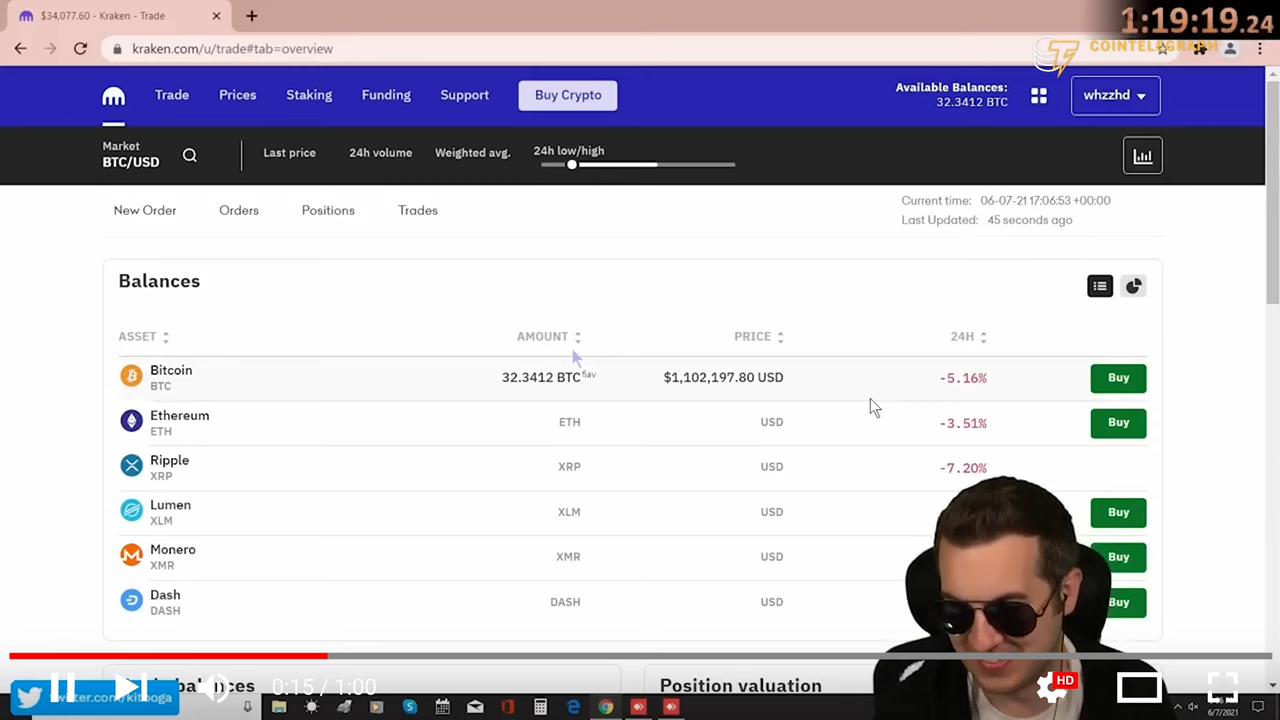 $34,077.60 - Kraken - Trade
1:19:19.24
COINTELEGRAPH
kraken.com/u/trade#tab=overview
Trade Prices Staking Funding Support Buy Crypto
Available Balances:
32.3412 BTC
whzzhd
Market
BTC/USD
Last price 24h volume Weighted avg. 24h low/high
New Order Orders Positions Trades
Current time: 06-07-21 17:06:53 +00:00
Last Updated: 45 seconds ago
Balances
ASSET AMOUNT PRICE 24H
Bitcoin
BTC
32.3412 BTC $1,102,197.80 USD -5.16% Buy
Ethereum
ETH
ETH USD -3.51% Buy
Ripple
XRP
XRP USD -7.20%
Lumen
XLM
XLM USD Buy
Monero
XMR
XMR USD Buy
Dash
DASH
DASH USD Buy
balances
Position valuation
0:15 / 1:00
HD
6/7/2021